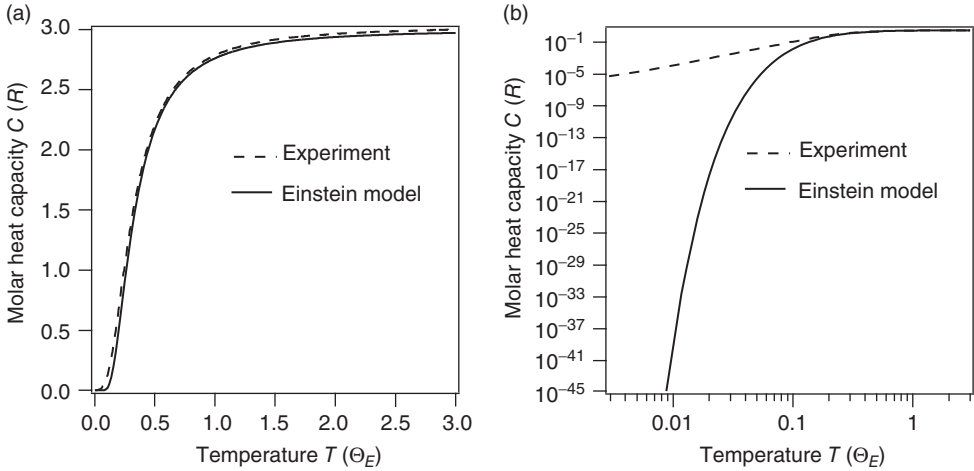 (a)
3.0
2.5
2.0
1.5
1.0
0.5
0.0
Molar heat capacity C (R)
Experiment
Einstein model
0.0 0.5 1.0 1.5 2.0 2.5 3.0
Temperature T (Θ_E)
(b)
10⁻¹
10⁻⁵
10⁻⁹
10⁻¹³
10⁻¹⁷
10⁻²¹
10⁻²⁵
10⁻²⁹
10⁻³³
10⁻³⁷
10⁻⁴¹
10⁻⁴⁵
Molar heat capacity C (R)
Experiment
Einstein model
0.01 0.1 1
Temperature T (Θ_E)